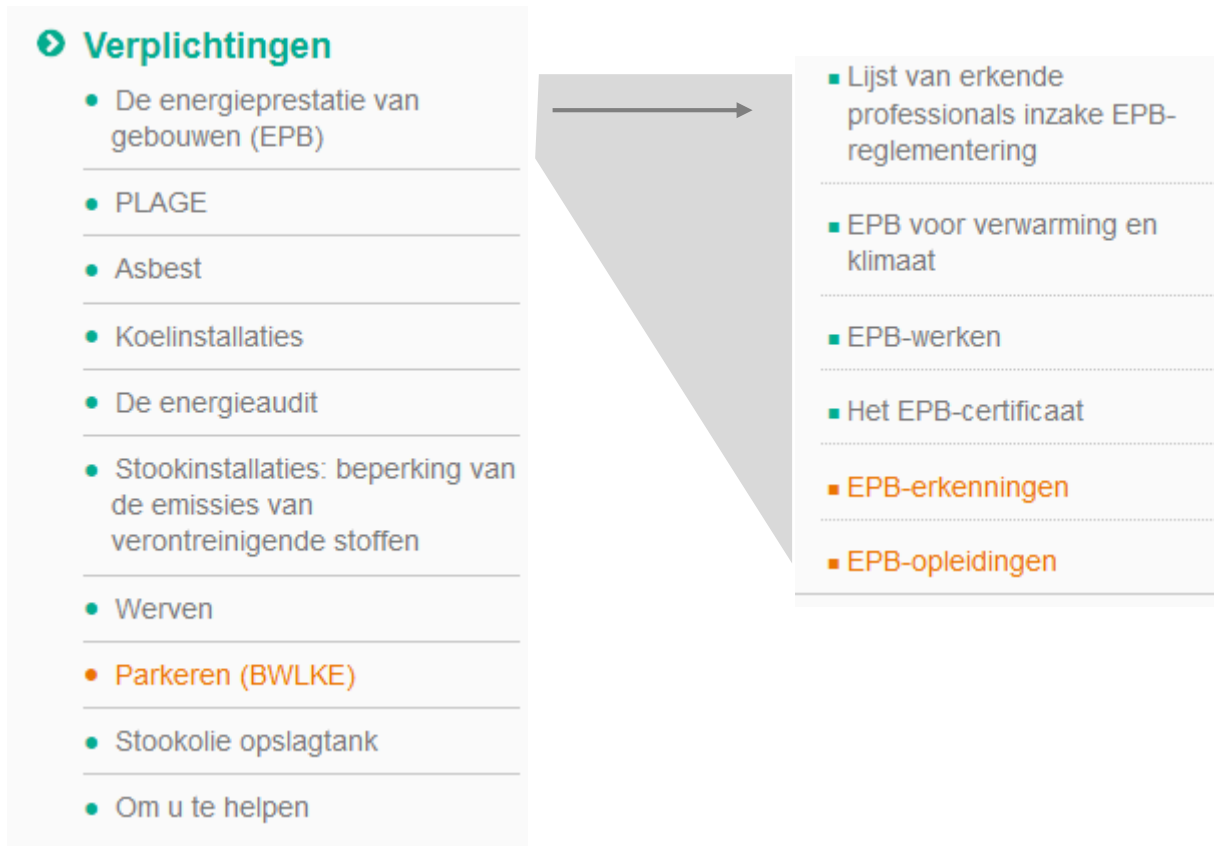 Verplichtingen
De energieprestatie van
gebouwen (EPB)
PLAGE
Asbest
Koelinstallaties
De energieaudit
Stookinstallaties: beperking van
de emissies van
verontreinigende stoffen
Werven
Parkeren (BWLKE)
Stookolie opslagtank
Om u te helpen
Lijst van erkende
professionals inzake EPB-
reglementering
EPB voor verwarming en
klimaat
EPB-werken
Het EPB-certificaat
EPB-erkenningen
EPB-opleidingen